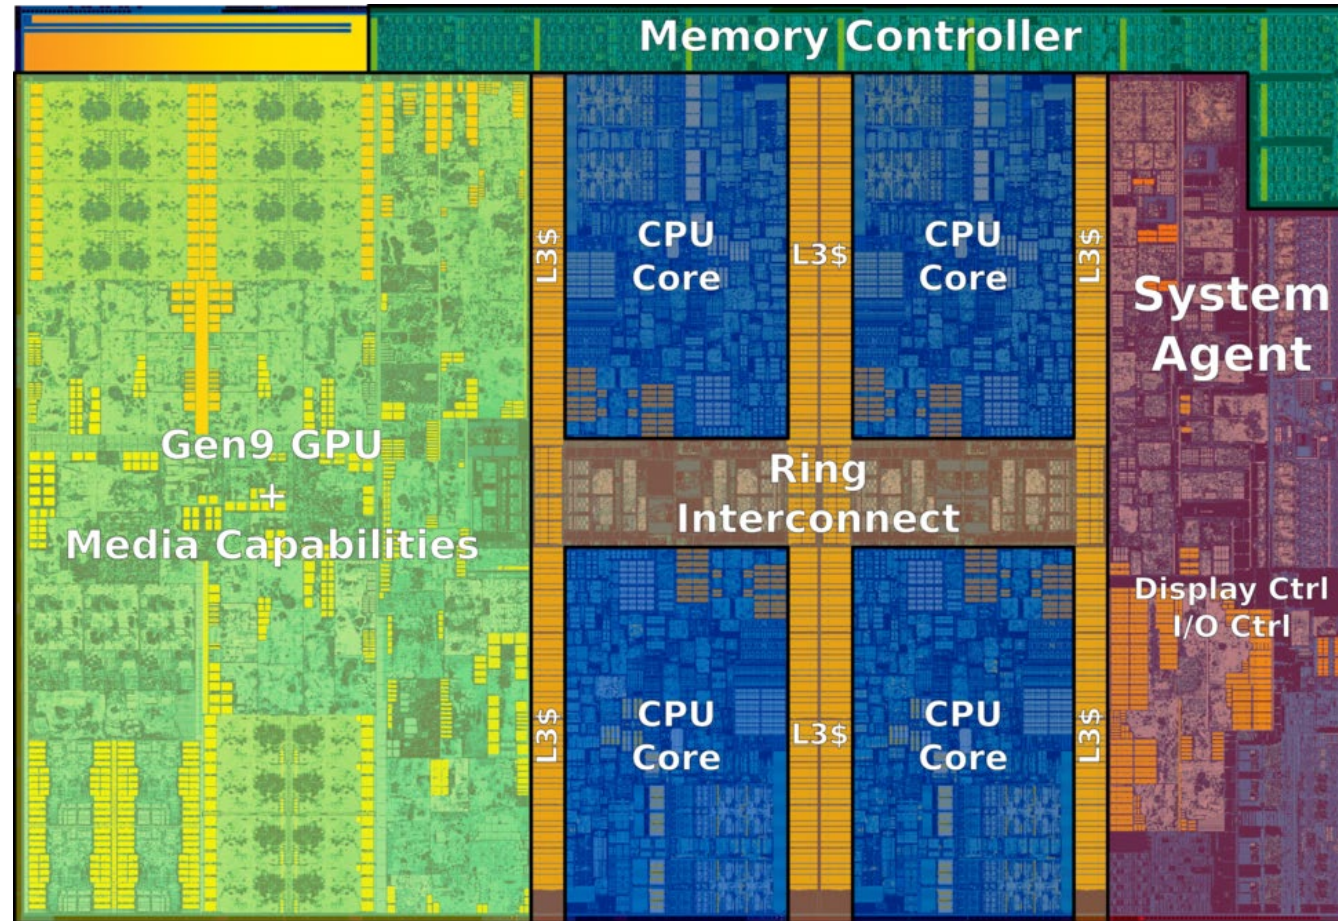 Memory Controller
CPU
Core
CPU
Core
L3$
L3$
L3$
System
Agent
Gen9 GPU
+
Media Capabilities
Ring
Interconnect
Display Ctrl
I/O Ctrl
CPU
Core
CPU
Core
L3$
L3$
L3$